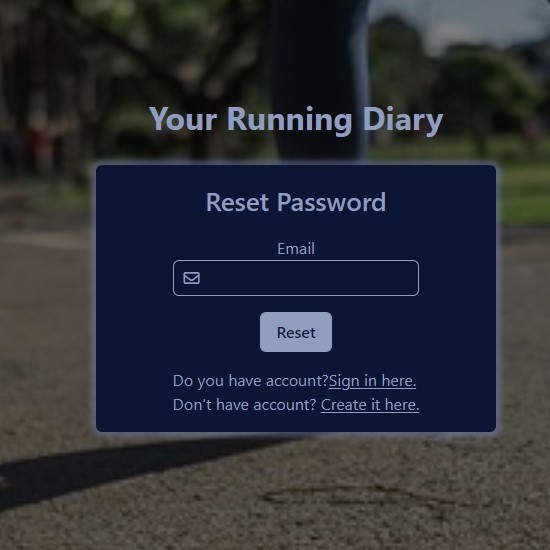 Your Running Diary
Reset Password
Email
Reset
Do you have account?Sign in here.
Don't have account? Create it here.